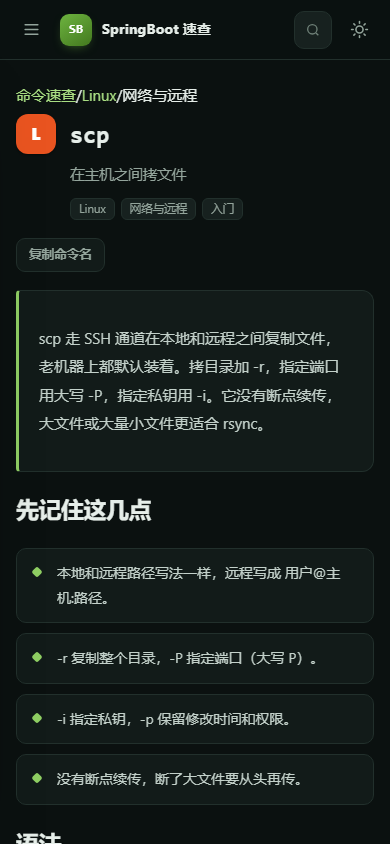 SB SpringBoot 速查
命令速查/Linux/网络与远程
L scp
在主机之间拷文件
Linux 网络与远程 入门
复制命令名
scp 走 SSH 通道在本地和远程之间复制文件，
老机器上都默认装着。拷目录加 -r，指定端口
用大写 -P，指定私钥用 -i。它没有断点续传，
大文件或大量小文件更适合 rsync。
先记住这几点
本地和远程路径写法一样，远程写成 用户@主
机:路径。
-r 复制整个目录，-P 指定端口（大写 P）。
-i 指定私钥，-p 保留修改时间和权限。
没有断点续传，断了大文件要从头再传。
语法